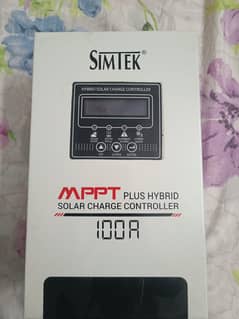 SIMTEK®
HYBRID SOLAR CHARGE CONTROLLER
MPPT PLUS HYBRID
SOLAR CHARGE CONTROLLER
100A